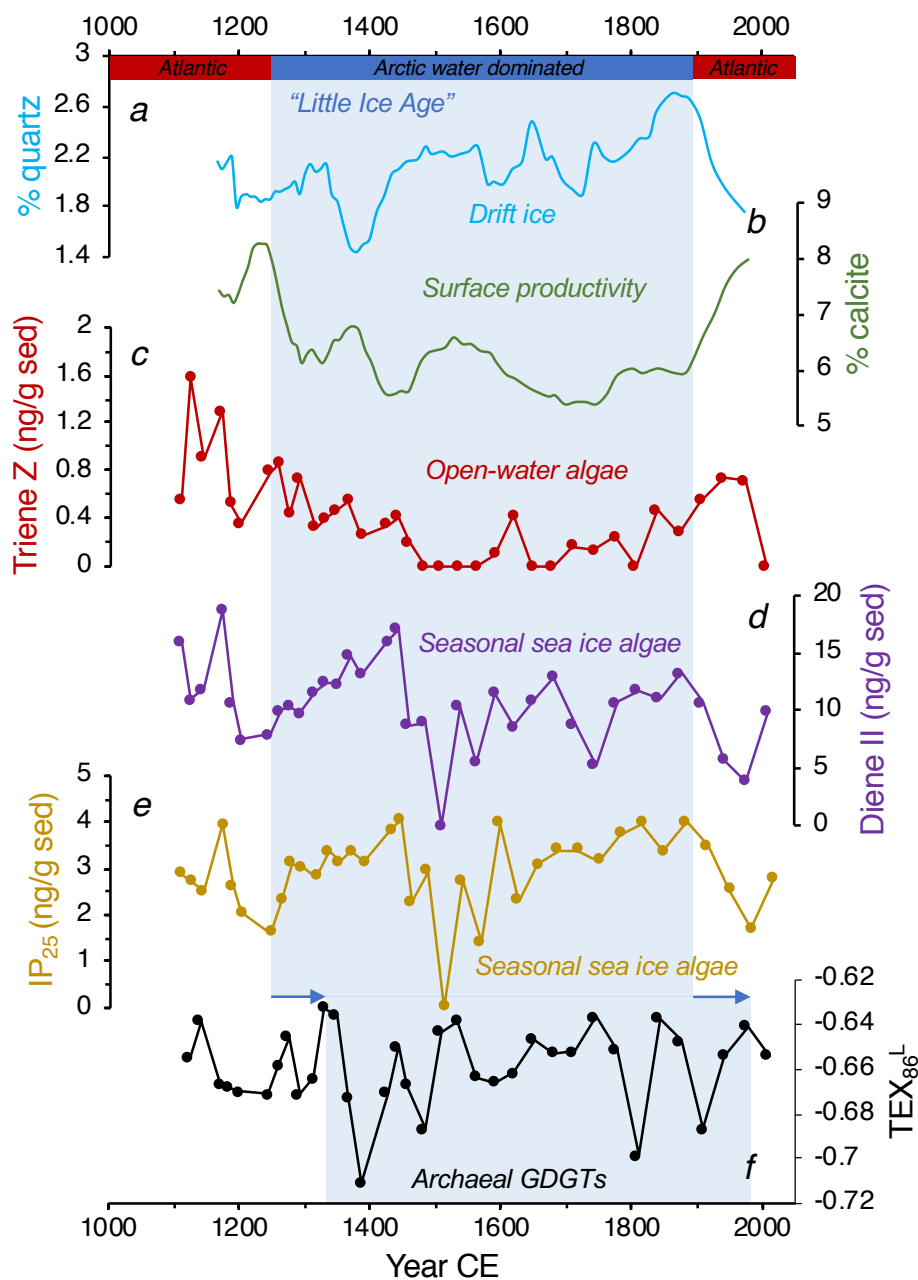 1000 1200 1400 1600 1800 2000
Atlantic Arctic water dominated Atlantic
3
2.6
2.2
1.8
1.4
% quartz
a
“Little Ice Age”
Drift ice
b
9
8
7
6
5
% calcite
Surface productivity
2
1.6
1.2
0.8
0.4
0
Triene Z (ng/g sed)
c
Open-water algae
20
15
10
5
0
Diene II (ng/g sed)
d
Seasonal sea ice algae
5
4
3
2
1
0
IP25 (ng/g sed)
e
Seasonal sea ice algae
-0.62
-0.64
-0.66
-0.68
-0.7
-0.72
TEX86L
Archaeal GDGTs
f
1000 1200 1400 1600 1800 2000
Year CE